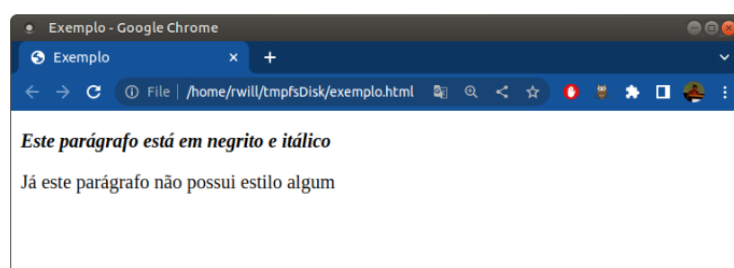 Exemplo - Google Chrome
Exemplo
File | /home/rwill/tmpfsDisk/exemplo.html
Este parágrafo está em negrito e itálico
Já este parágrafo não possui estilo algum